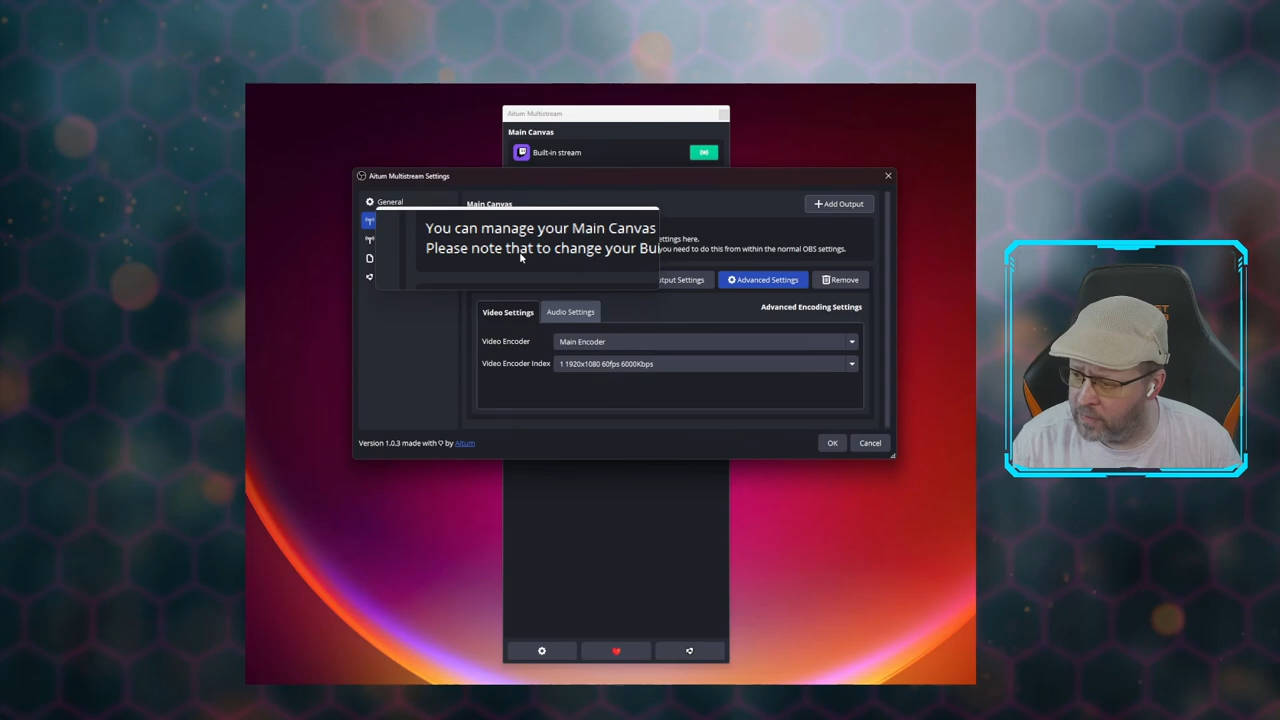 Aitum Multistream
Main Canvas
Built-in stream
Aitum Multistream Settings
General
Main Canvas
Add Output
You can manage your Main Canvas
ettings here.
Please note that to change your Bu
you need to do this from within the normal OBS settings.
tput Settings
Advanced Settings
Remove
Video Settings
Audio Settings
Advanced Encoding Settings
Video Encoder
Main Encoder
Video Encoder Index
1 1920x1080 60fps 6000Kbps
Version 1.0.3 made with ♡ by Aitum
OK
Cancel